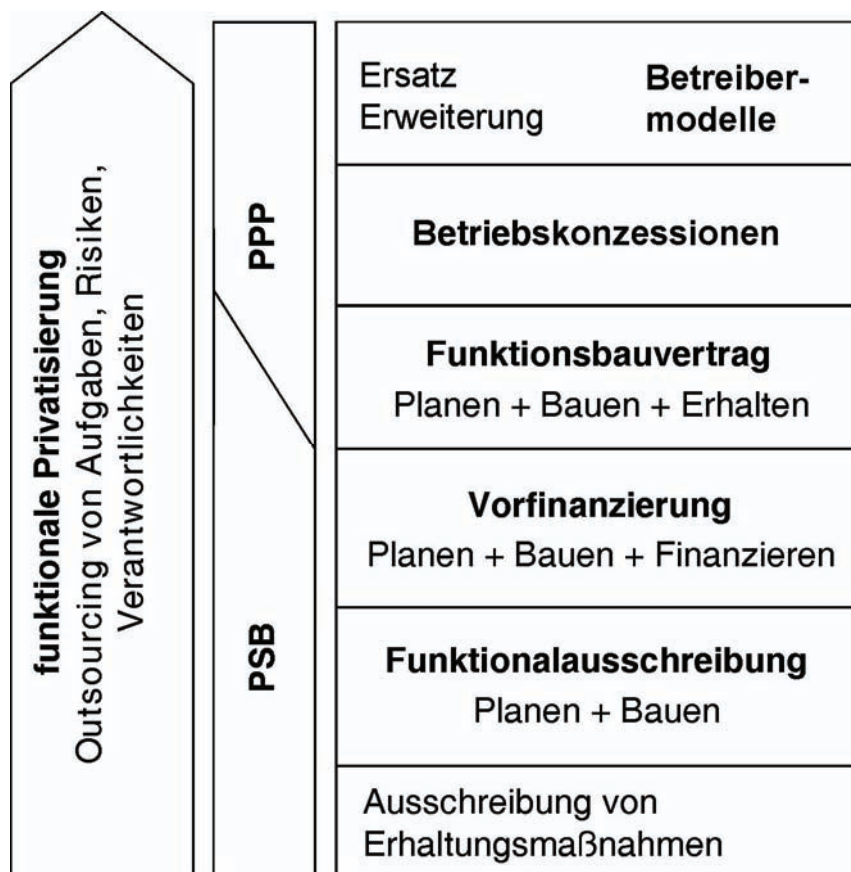 funktionale Privatisierung
Outsourcing von Aufgaben, Risiken,
Verantwortlichkeiten
PPP
PSB
Ersatz
Erweiterung
Betreiber-
modelle
Betriebskonzessionen
Funktionsbauvertrag
Planen + Bauen + Erhalten
Vorfinanzierung
Planen + Bauen + Finanzieren
Funktionalausschreibung
Planen + Bauen
Ausschreibung von
Erhaltungsmaßnahmen